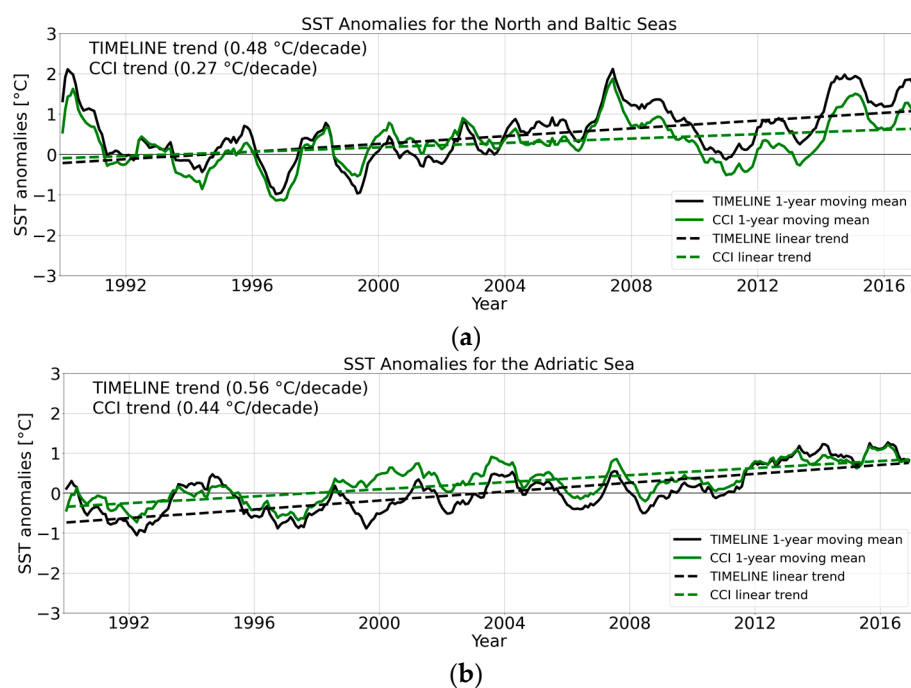 SST Anomalies for the North and Baltic Seas
TIMELINE trend (0.48 °C/decade)
CCI trend (0.27 °C/decade)
SST anomalies [°C]
3
2
1
0
−1
−2
−3
TIMELINE 1-year moving mean
CCI 1-year moving mean
TIMELINE linear trend
CCI linear trend
1992 1996 2000 2004 2008 2012 2016
Year
(a)
SST Anomalies for the Adriatic Sea
TIMELINE trend (0.56 °C/decade)
CCI trend (0.44 °C/decade)
SST anomalies [°C]
3
2
1
0
−1
−2
−3
TIMELINE 1-year moving mean
CCI 1-year moving mean
TIMELINE linear trend
CCI linear trend
1992 1996 2000 2004 2008 2012 2016
Year
(b)